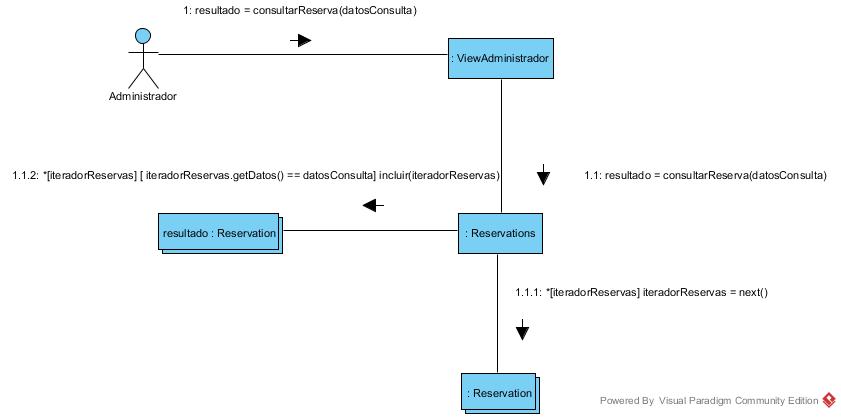 1: resultado = consultarReserva(datosConsulta)
: ViewAdministrador
Administrador
1.1.2: *[iteradorReservas] [ iteradorReservas.getDatos() == datosConsulta] incluir(iteradorReservas)
1.1: resultado = consultarReserva(datosConsulta)
resultado : Reservation
: Reservations
1.1.1: *[iteradorReservas] iteradorReservas = next()
: Reservation
Powered By Visual Paradigm Community Edition